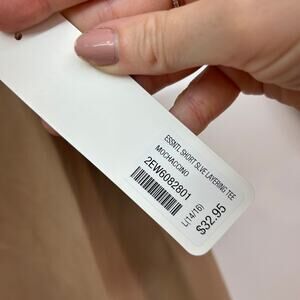 ESSNTL SHORT SLVE LAYERING TEE
MOCHACCINO
2EW6082801
L(14/16)
$32.95